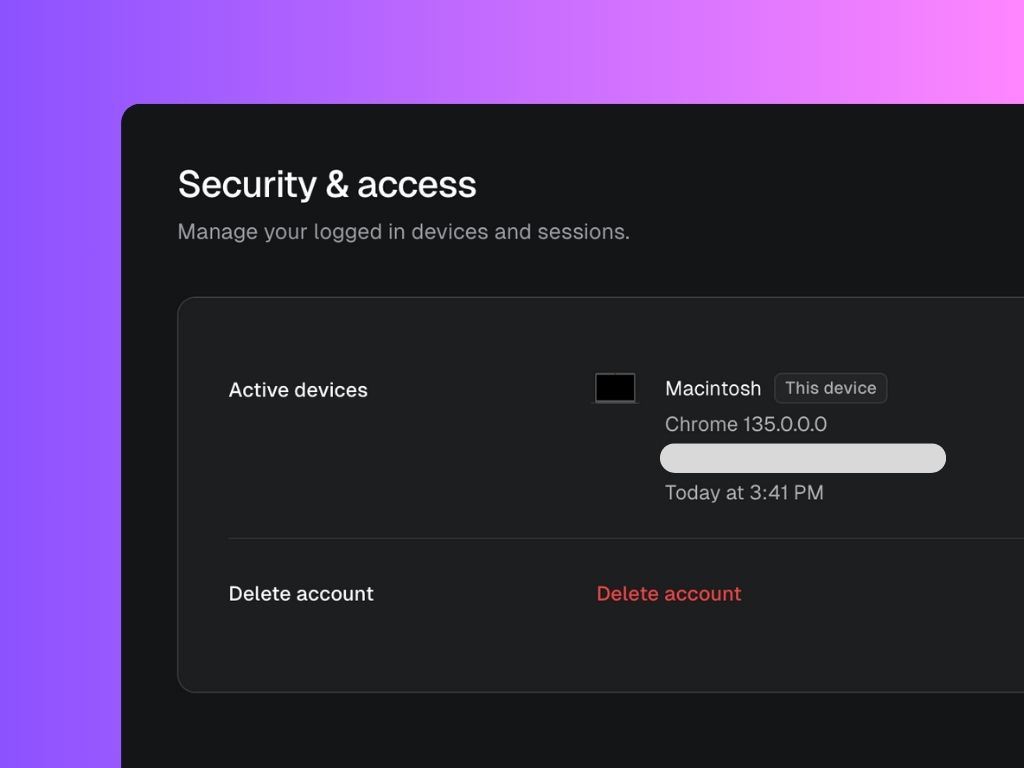 Security & access
Manage your logged in devices and sessions.
Active devices
Macintosh This device
Chrome 135.0.0.0
Today at 3:41 PM
Delete account
Delete account